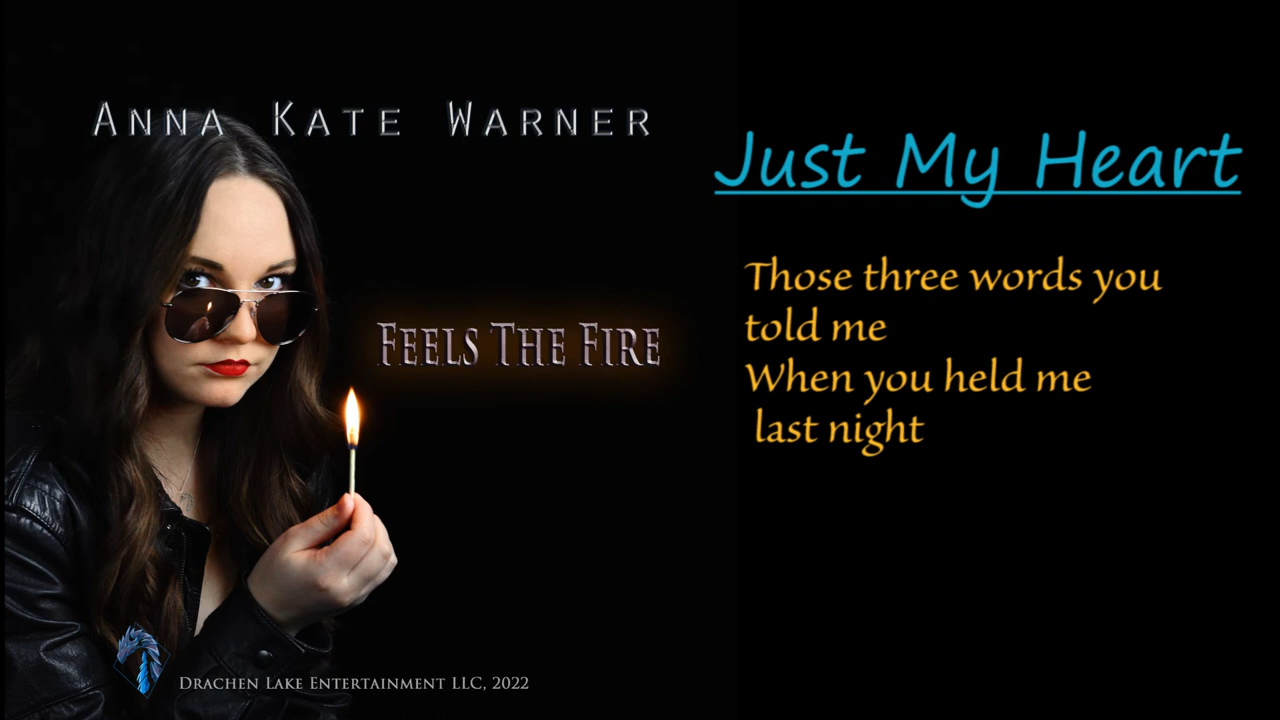 Anna Kate Warner
Feels The Fire
Drachen Lake Entertainment LLC, 2022
Just My Heart
Those three words you
told me
When you held me
last night